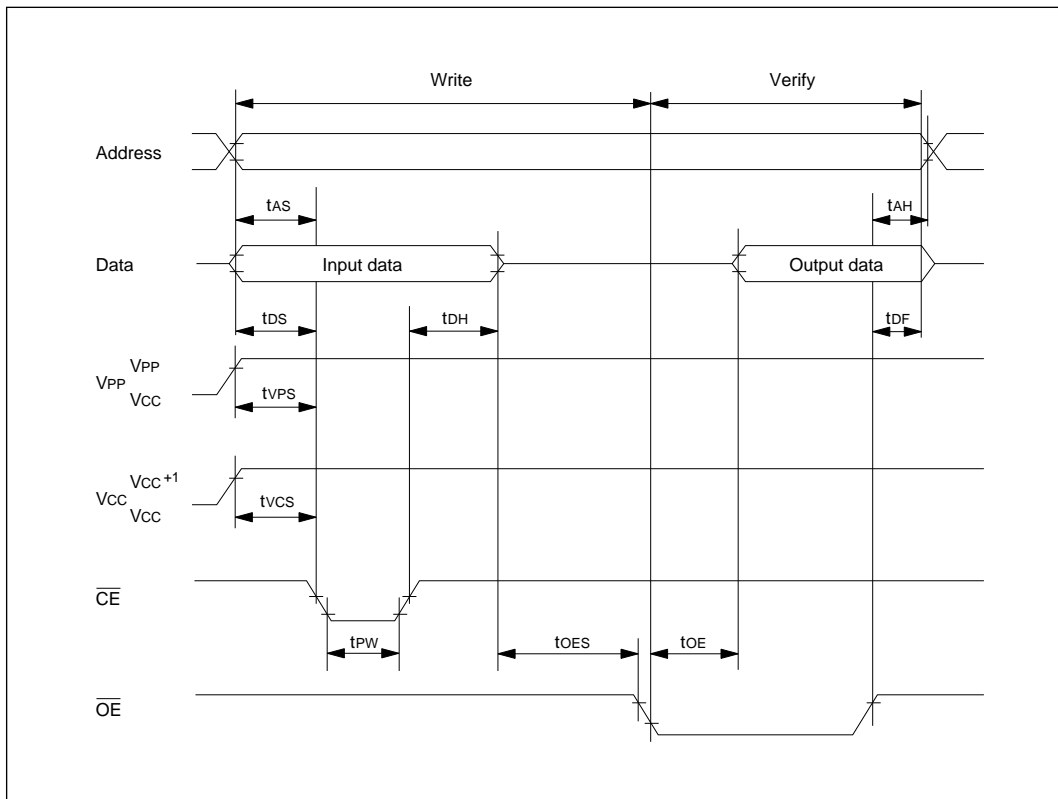 Write Verify
Address
tAS tAH
Data Input data Output data
tDS tDH tDF
VPP VPP
VCC
tVPS
VCC VCC+1
VCC
tVCS
CE
tPW tOES tOE
OE